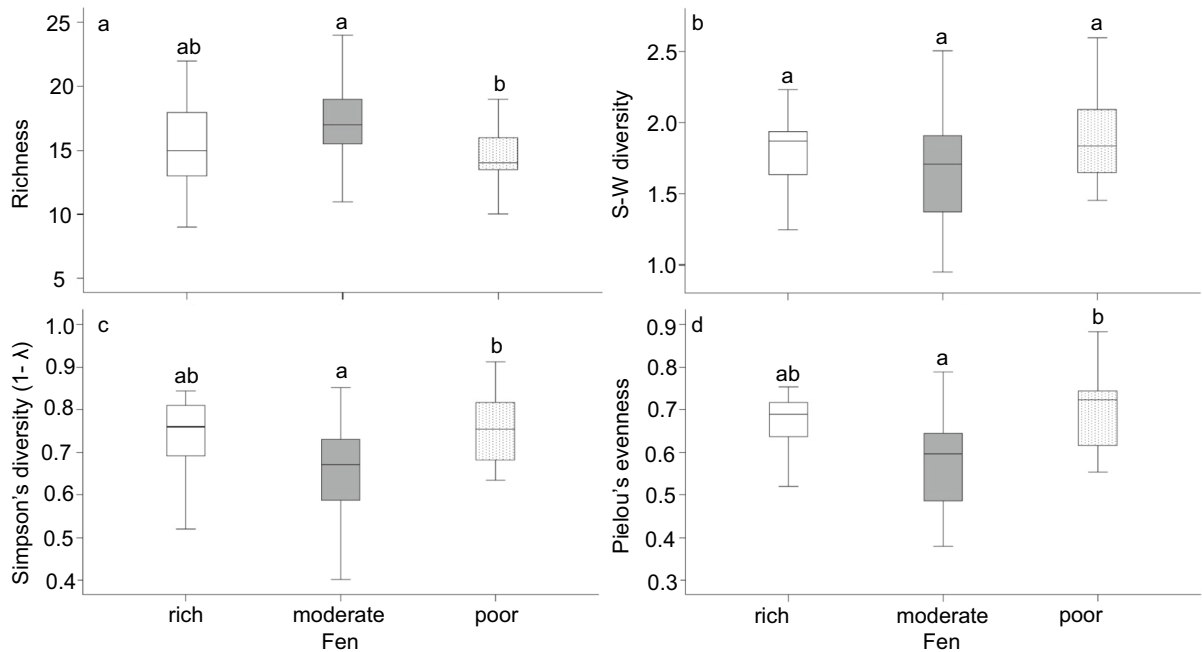 a
25
20
15
10
5
Richness
ab
a
b
b
2.5
2.0
1.5
1.0
S-W diversity
a
a
a
c
1.0
0.9
0.8
0.7
0.6
0.5
0.4
Simpson's diversity (1- λ)
ab
a
b
rich
moderate
poor
Fen
d
0.9
0.8
0.7
0.6
0.5
0.4
0.3
Pielou's evenness
ab
a
b
rich
moderate
poor
Fen